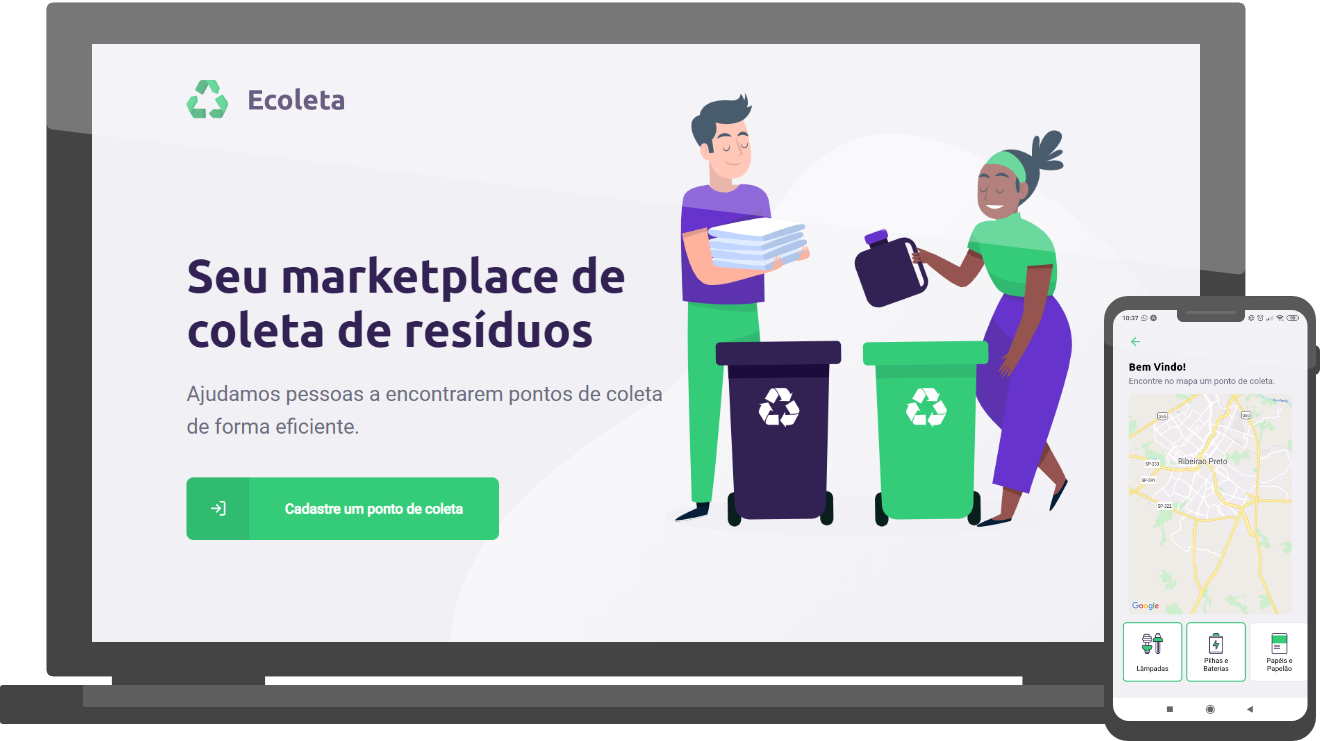 Ecoleta
Seu marketplace de
coleta de resíduos
Ajudamos pessoas a encontrarem pontos de coleta
de forma eficiente.
Cadastre um ponto de coleta
10:37
Bem Vindo!
Encontre no mapa um ponto de coleta.
Ribeirao Preto
SP-333
SP-291
SP-322
Google
Lâmpadas
Pilhas e
Baterias
Papéis e
Papelão